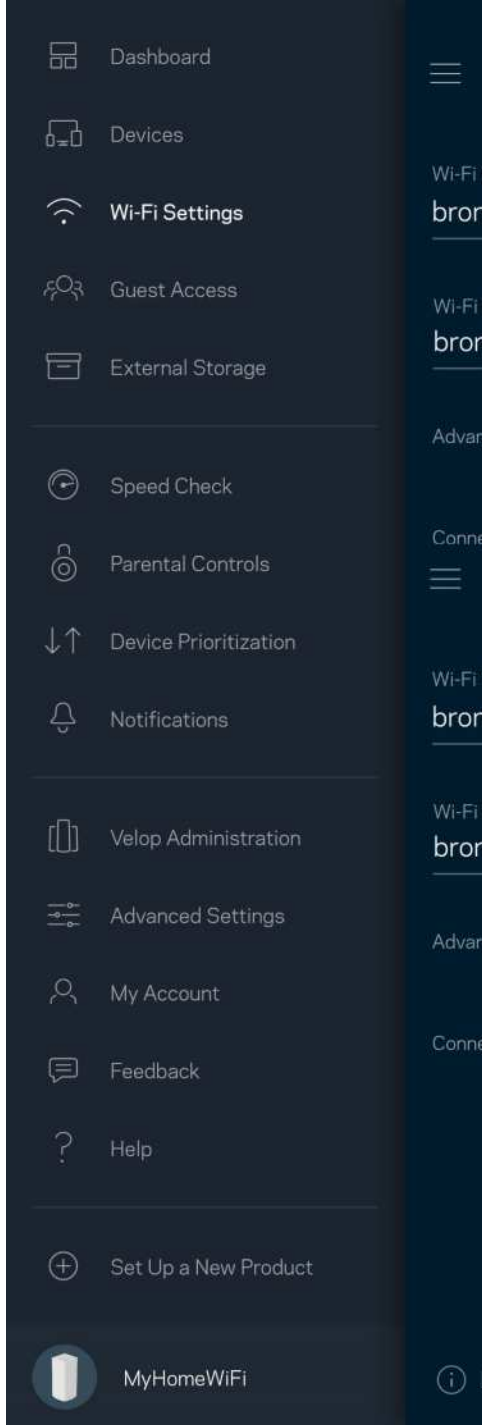 Dashboard
Devices
Wi-Fi Settings
Guest Access
External Storage
Speed Check
Parental Controls
Device Prioritization
Notifications
Velop Administration
Advanced Settings
My Account
Feedback
Help
Set Up a New Product
MyHomeWiFi
Wi-Fi
Wi-Fi
Wi-Fi
Wi-Fi